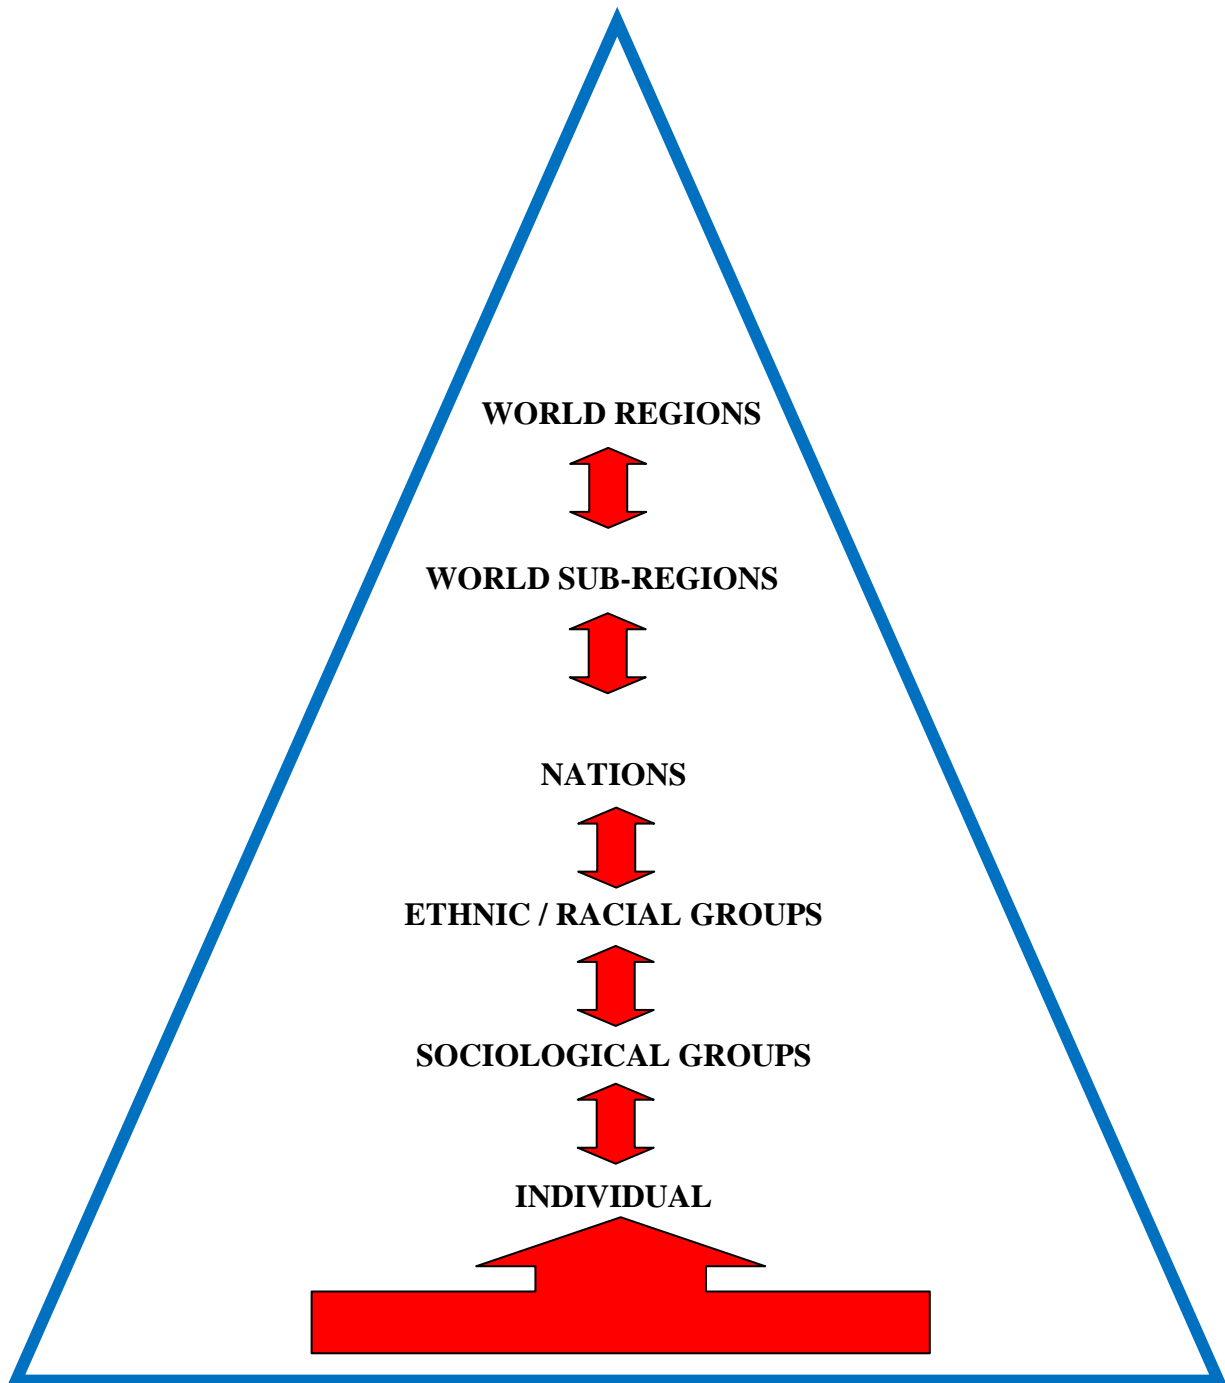 WORLD REGIONS
WORLD SUB-REGIONS
NATIONS
ETHNIC / RACIAL GROUPS
SOCIOLOGICAL GROUPS
INDIVIDUAL